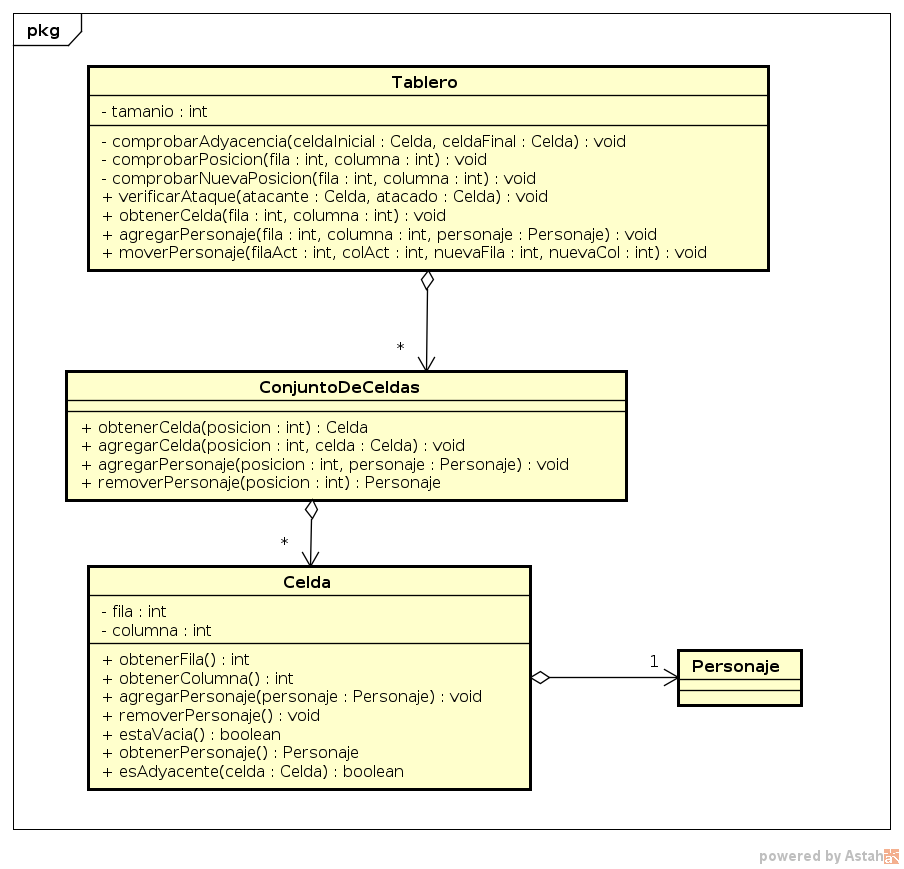 pkg
Tablero
- tamanio : int
- comprobarAdyacencia(celdaInicial : Celda, celdaFinal : Celda) : void
- comprobarPosicion(fila : int, columna : int) : void
- comprobarNuevaPosicion(fila : int, columna : int) : void
+ verificarAtaque(atacante : Celda, atacado : Celda) : void
+ obtenerCelda(fila : int, columna : int) : void
+ agregarPersonaje(fila : int, columna : int, personaje : Personaje) : void
+ moverPersonaje(filaAct : int, colAct : int, nuevaFila : int, nuevaCol : int) : void
*
ConjuntoDeCeldas
+ obtenerCelda(posicion : int) : Celda
+ agregarCelda(posicion : int, celda : Celda) : void
+ agregarPersonaje(posicion : int, personaje : Personaje) : void
+ removerPersonaje(posicion : int) : Personaje
*
Celda
- fila : int
- columna : int
+ obtenerFila() : int
+ obtenerColumna() : int
+ agregarPersonaje(personaje : Personaje) : void
+ removerPersonaje() : void
+ estaVacia() : boolean
+ obtenerPersonaje() : Personaje
+ esAdyacente(celda : Celda) : boolean
1
Personaje
powered by Astah